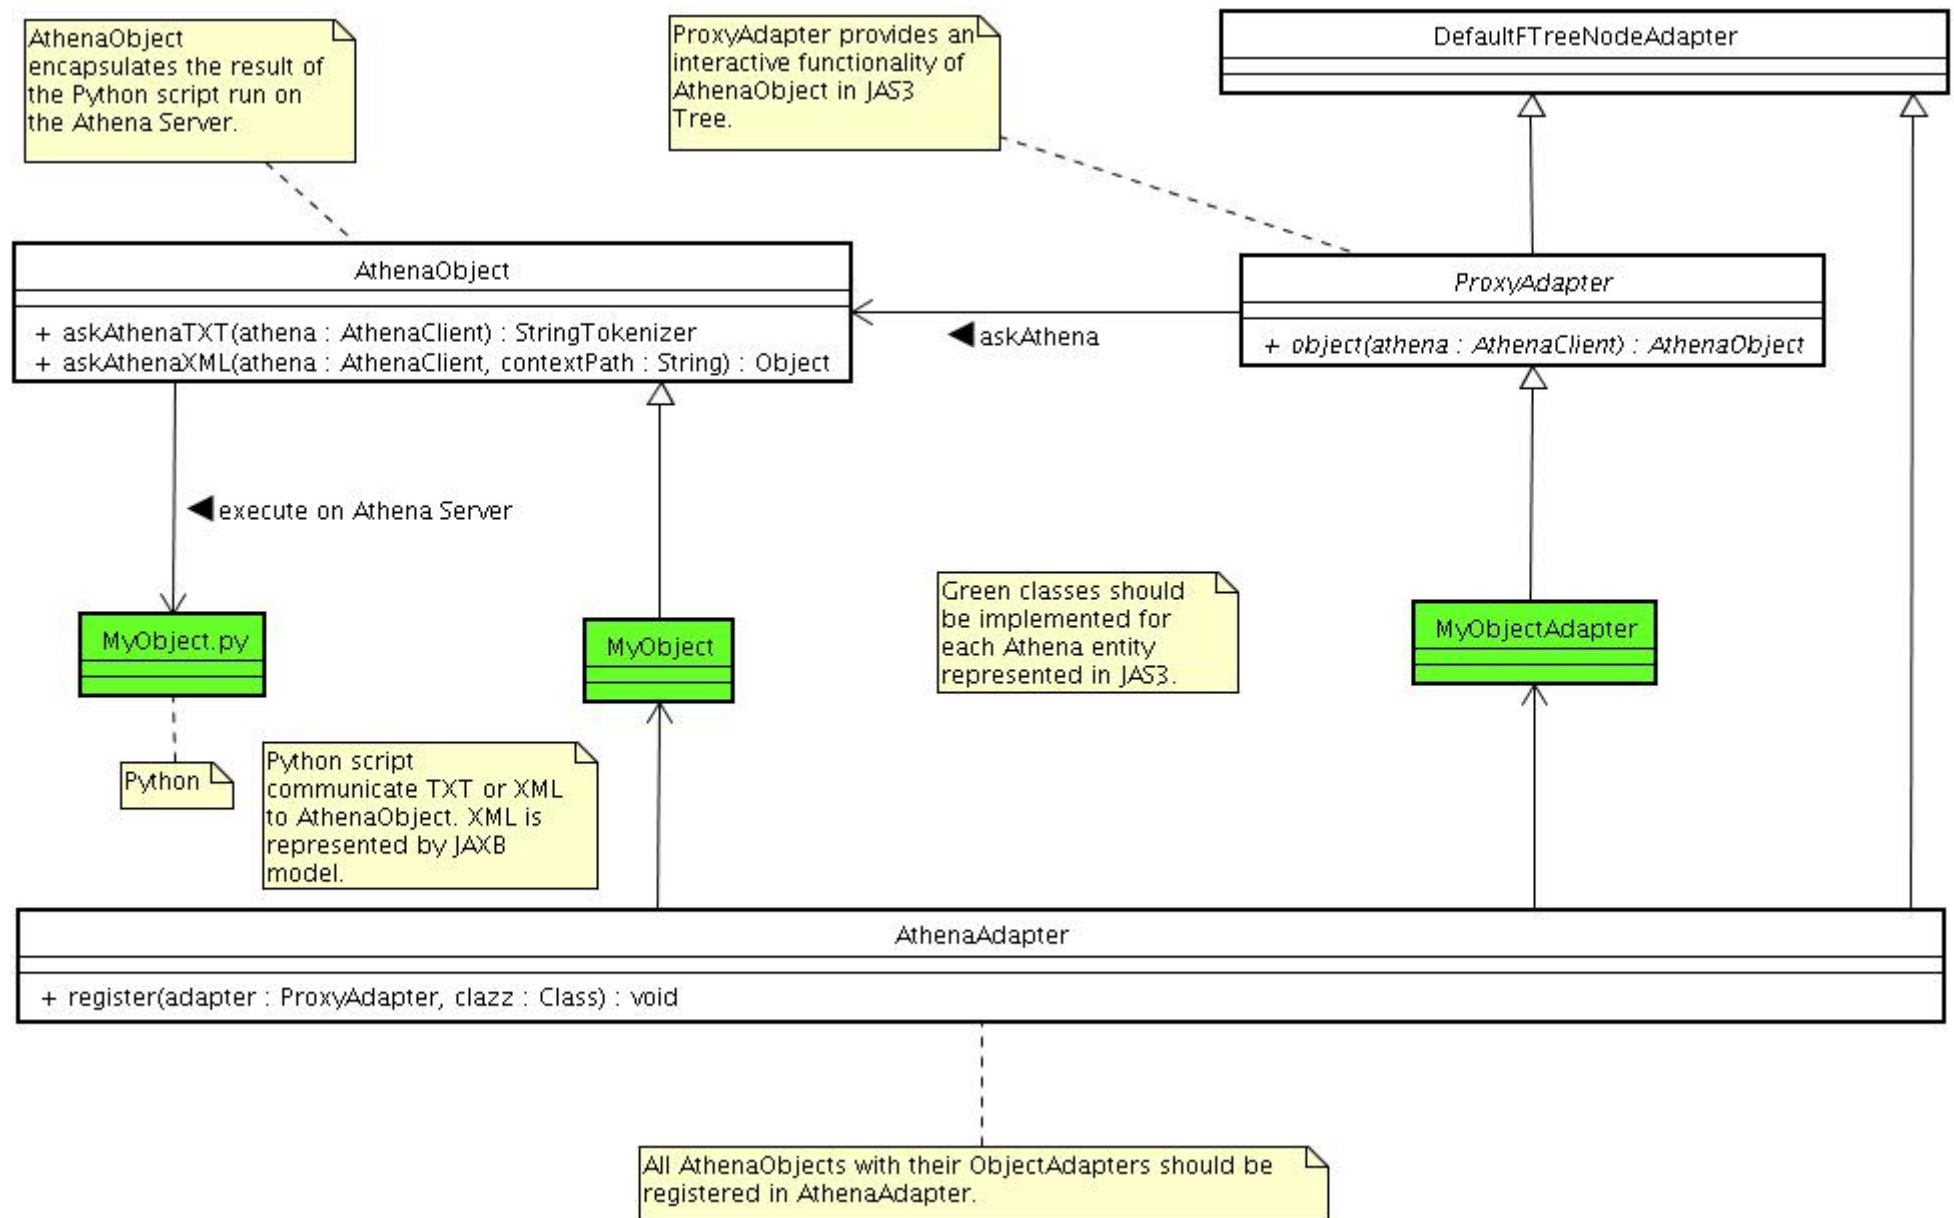 AthenaObject
encapsulates the result of
the Python script run on
the Athena Server.
ProxyAdapter provides an
interactive functionality of
AthenaObject in JAS3
Tree.
DefaultFTreeNodeAdapter
AthenaObject
+ askAthenaTXT(athena : AthenaClient) : StringTokenizer
+ askAthenaXML(athena : AthenaClient, contextPath : String) : Object
askAthena
ProxyAdapter
+ object(athena : AthenaClient) : AthenaObject
execute on Athena Server
MyObject.py
MyObject
Green classes should
be implemented for
each Athena entity
represented in JAS3.
MyObjectAdapter
Python
Python script
communicate TXT or XML
to AthenaObject. XML is
represented by JAXB
model.
AthenaAdapter
+ register(adapter : ProxyAdapter, clazz : Class) : void
All AthenaObjects with their ObjectAdapters should be
registered in AthenaAdapter.